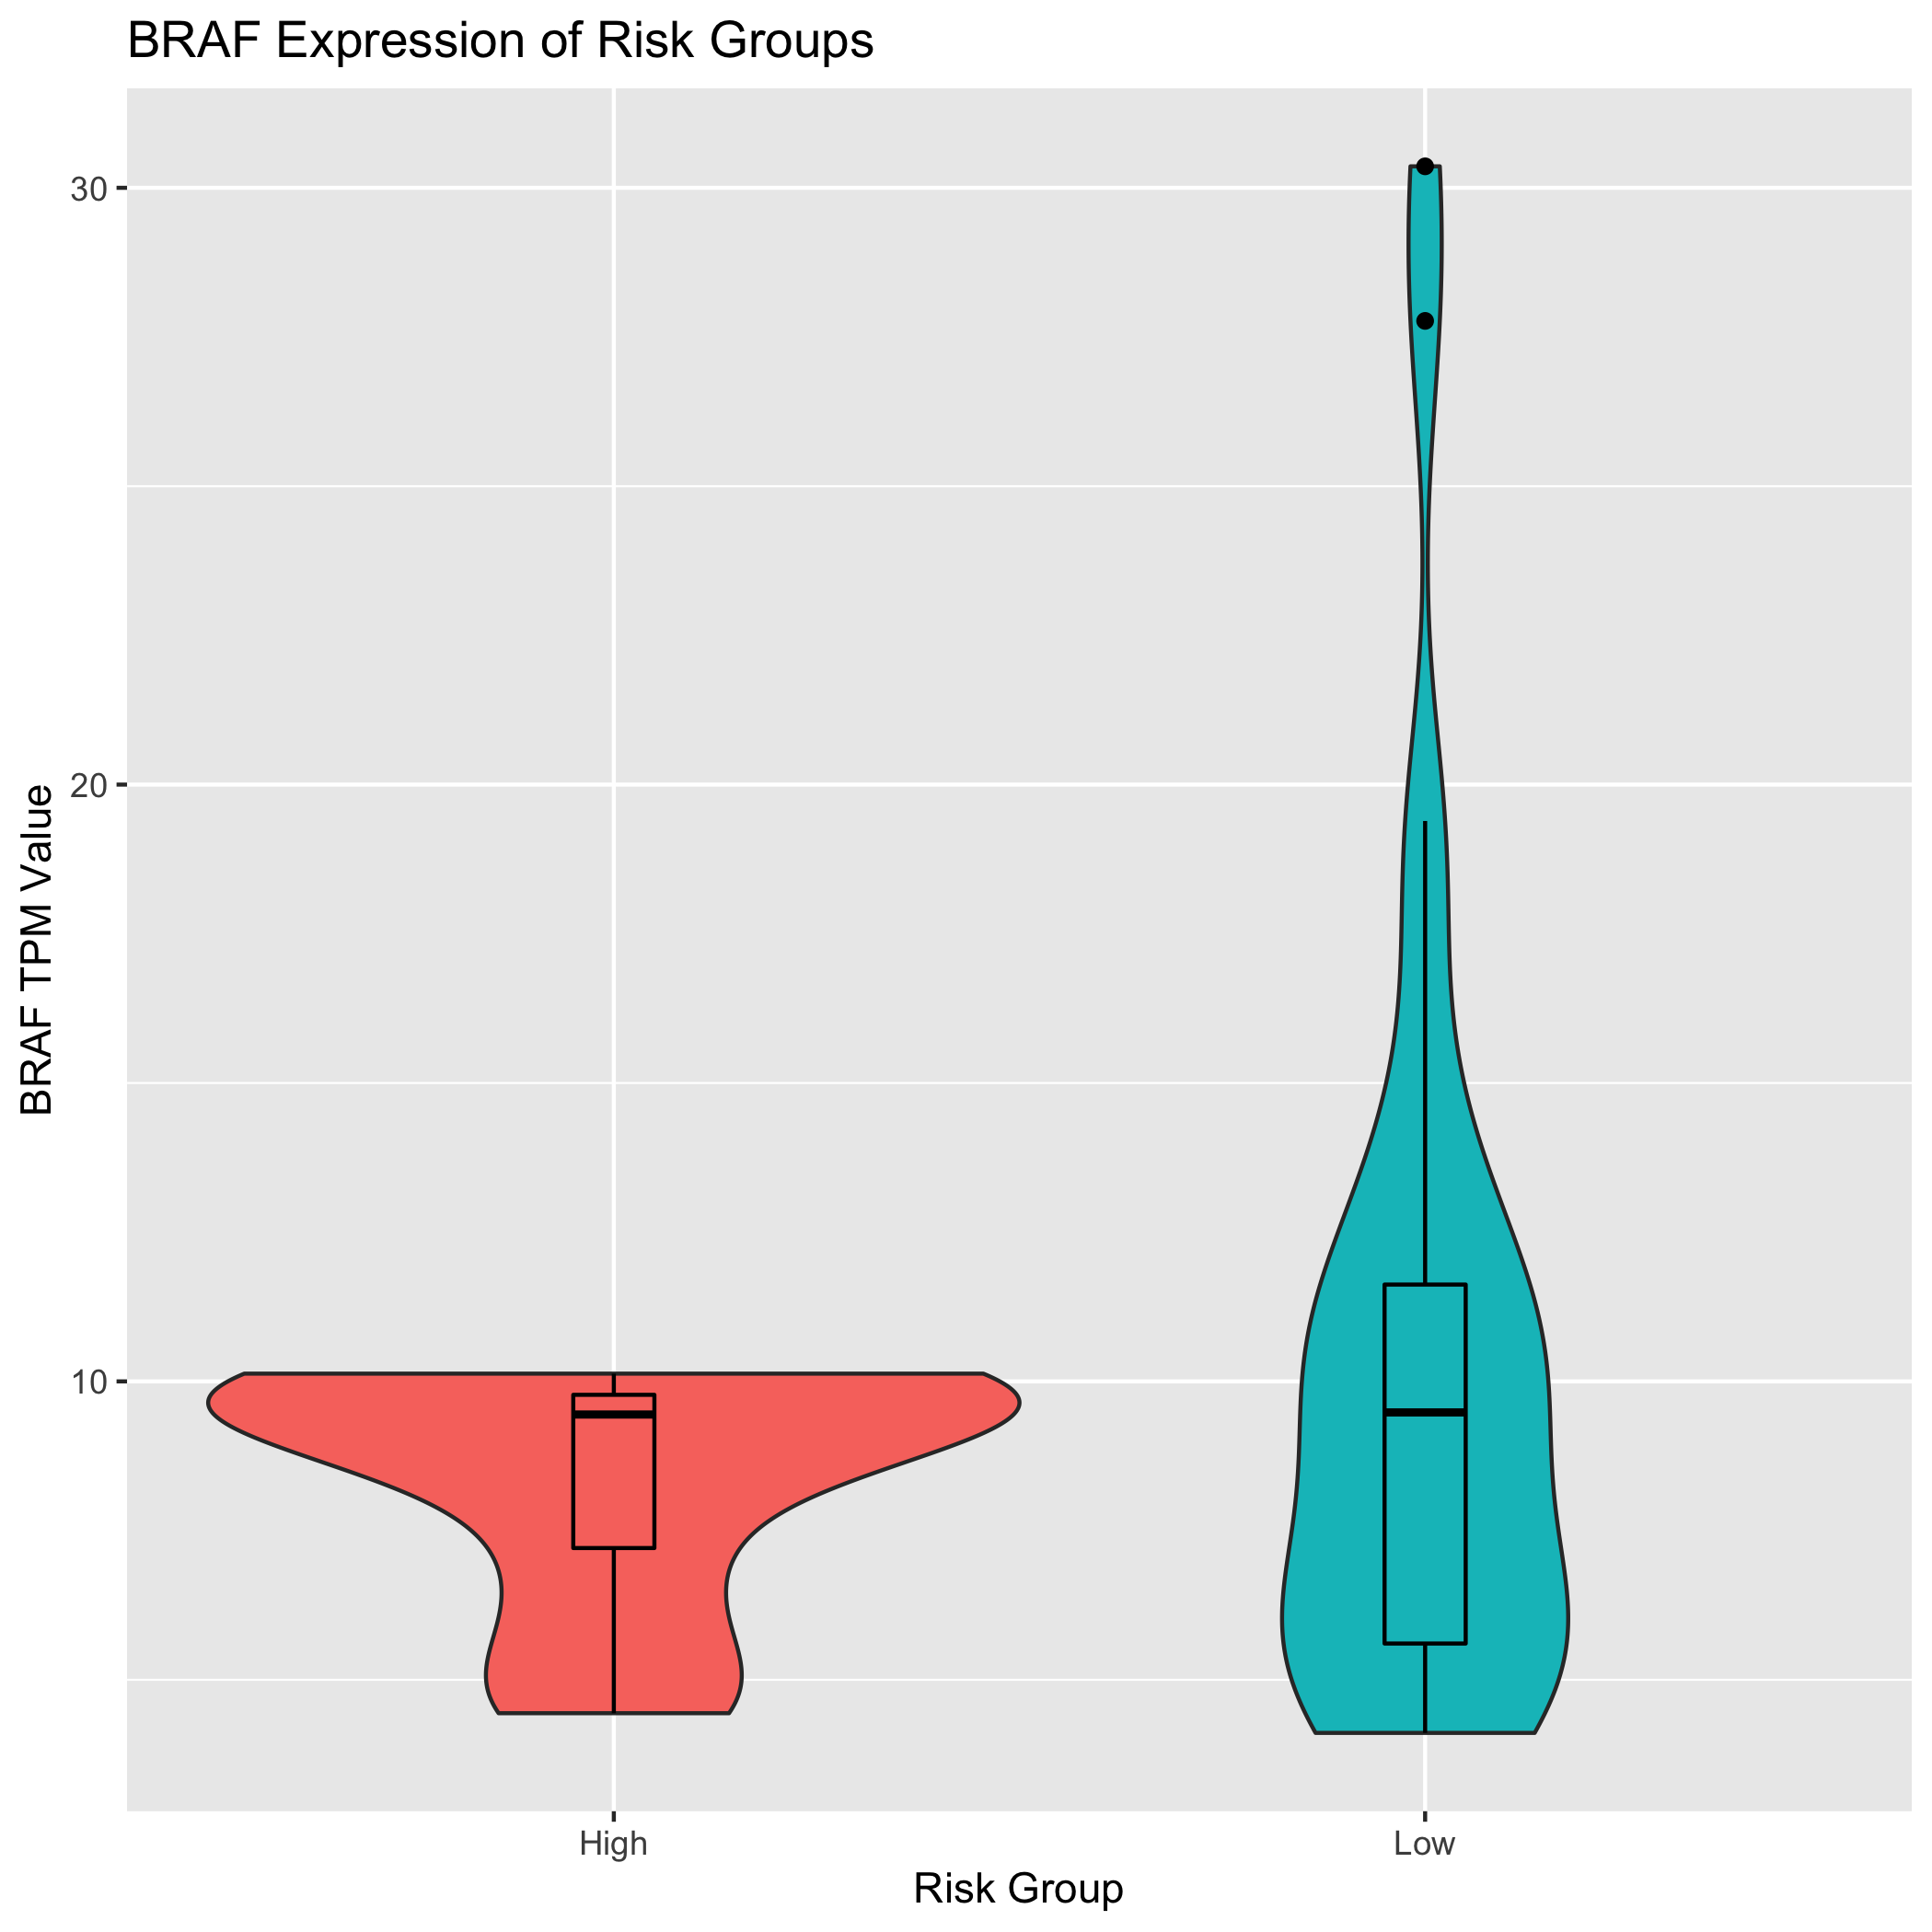 BRAF Expression of Risk Groups
30
20
10
BRAF TPM Value
High
Low
Risk Group